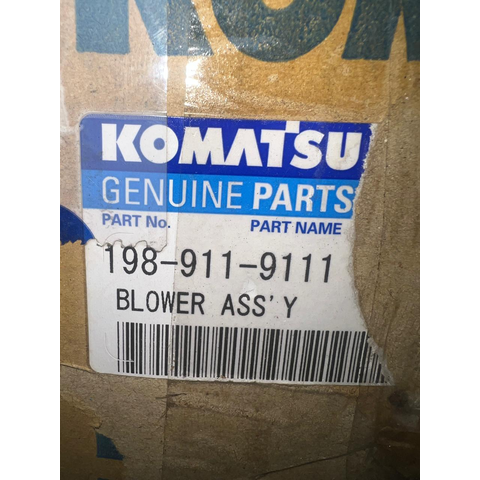 KOMATSU
GENUINE PARTS
PART No. PART NAME
198-911-9111
BLOWER ASS'Y